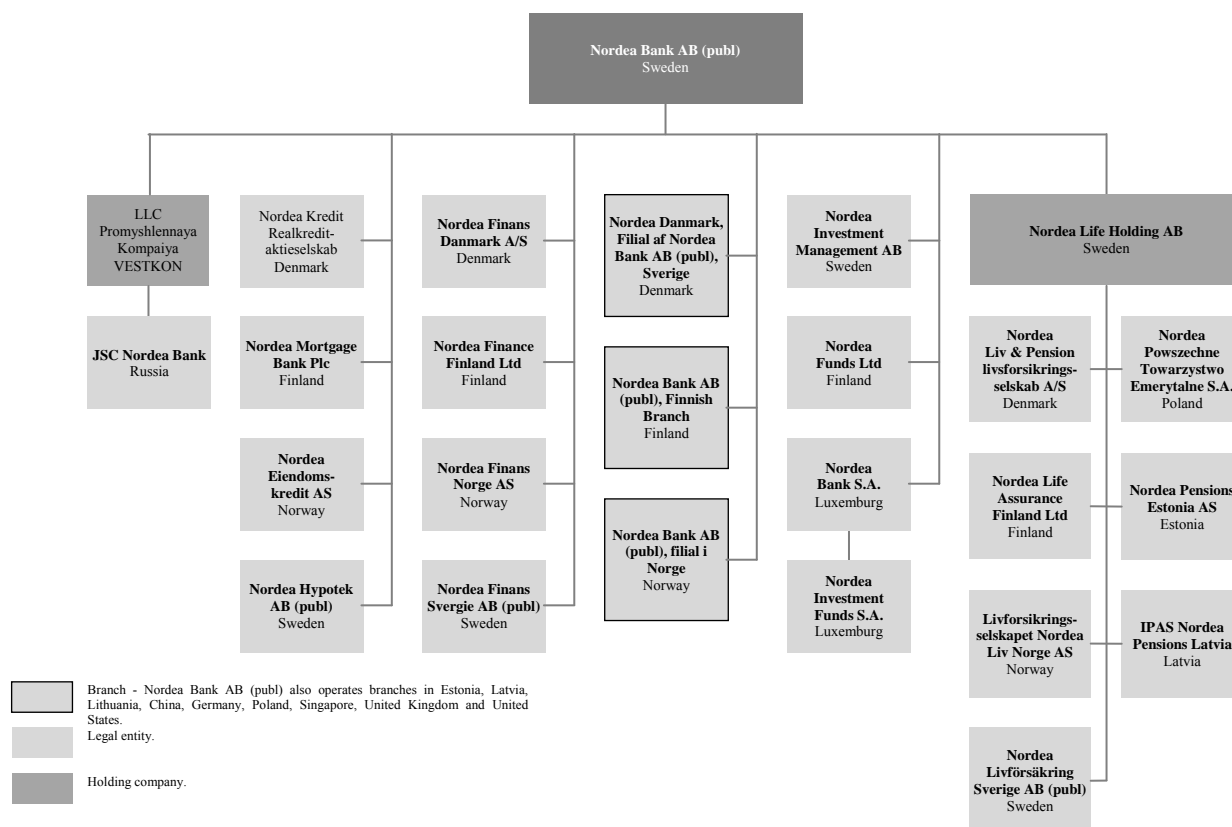 Nordea Bank AB (publ)
Sweden
LLC
Promyshlennaya
Kompaiya
VESTKON
JSC Nordea Bank
Russia
Nordea Kredit
Realkredit-
aktieselskab
Denmark
Nordea Mortgage
Bank Plc
Finland
Nordea
Eiendoms-
kredit AS
Norway
Nordea Hypotek
AB (publ)
Sweden
Nordea Finans
Danmark A/S
Denmark
Nordea Finance
Finland Ltd
Finland
Nordea Finans
Norge AS
Norway
Nordea Finans
Svergie AB (publ)
Sweden
Nordea Danmark,
Filial af Nordea
Bank AB (publ),
Sverige
Denmark
Nordea Bank AB
(publ), Finnish
Branch
Finland
Nordea Bank AB
(publ), filial i
Norge
Norway
Nordea
Investment
Management AB
Sweden
Nordea
Funds Ltd
Finland
Nordea
Bank S.A.
Luxemburg
Nordea
Investment
Funds S.A.
Luxemburg
Nordea Life Holding AB
Sweden
Nordea
Liv & Pension
livsforsikrings-
selskab A/S
Denmark
Nordea
Powszechne
Towarzystwo
Emerytalne S.A.
Poland
Nordea Life
Assurance
Finland Ltd
Finland
Nordea Pensions
Estonia AS
Estonia
Livforsikrings-
selskapet Nordea
Liv Norge AS
Norway
IPAS Nordea
Pensions Latvia
Latvia
Nordea
Livförsäkring
Sverige AB (publ)
Sweden
Branch - Nordea Bank AB (publ) also operates branches in Estonia, Latvia,
Lithuania, China, Germany, Poland, Singapore, United Kingdom and United
States.
Legal entity.
Holding company.